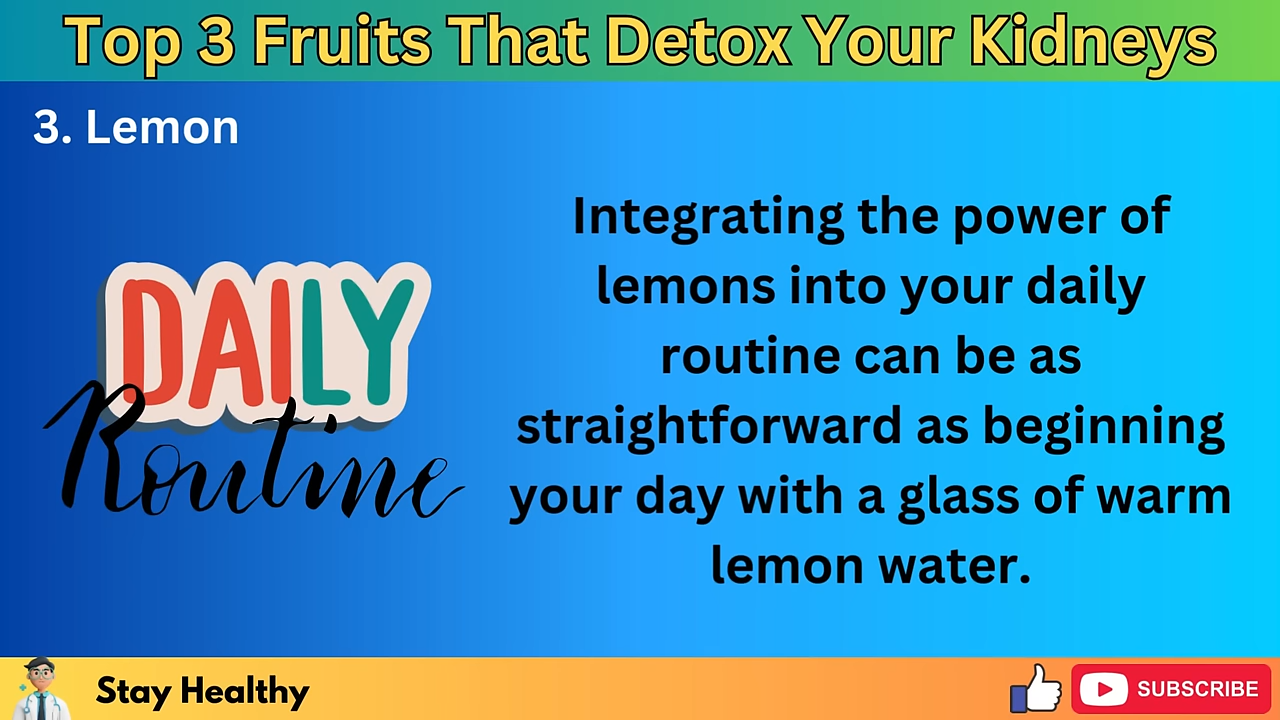 Top 3 Fruits That Detox Your Kidneys
3. Lemon
DAILY
Routine
Integrating the power of
lemons into your daily
routine can be as
straightforward as beginning
your day with a glass of warm
lemon water.
Stay Healthy
SUBSCRIBE